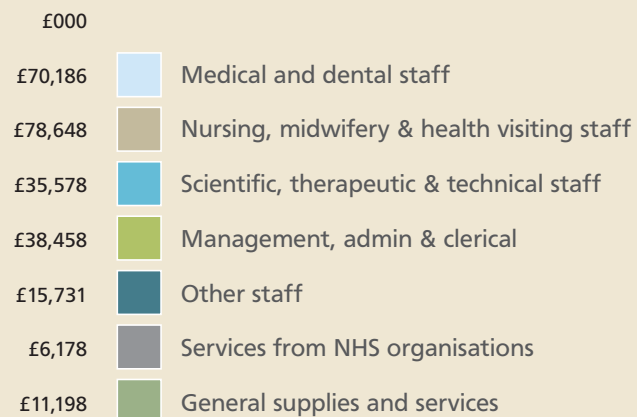 £000
£70,186 Medical and dental staff
£78,648 Nursing, midwifery & health visiting staff
£35,578 Scientific, therapeutic & technical staff
£38,458 Management, admin & clerical
£15,731 Other staff
£6,178 Services from NHS organisations
£11,198 General supplies and services